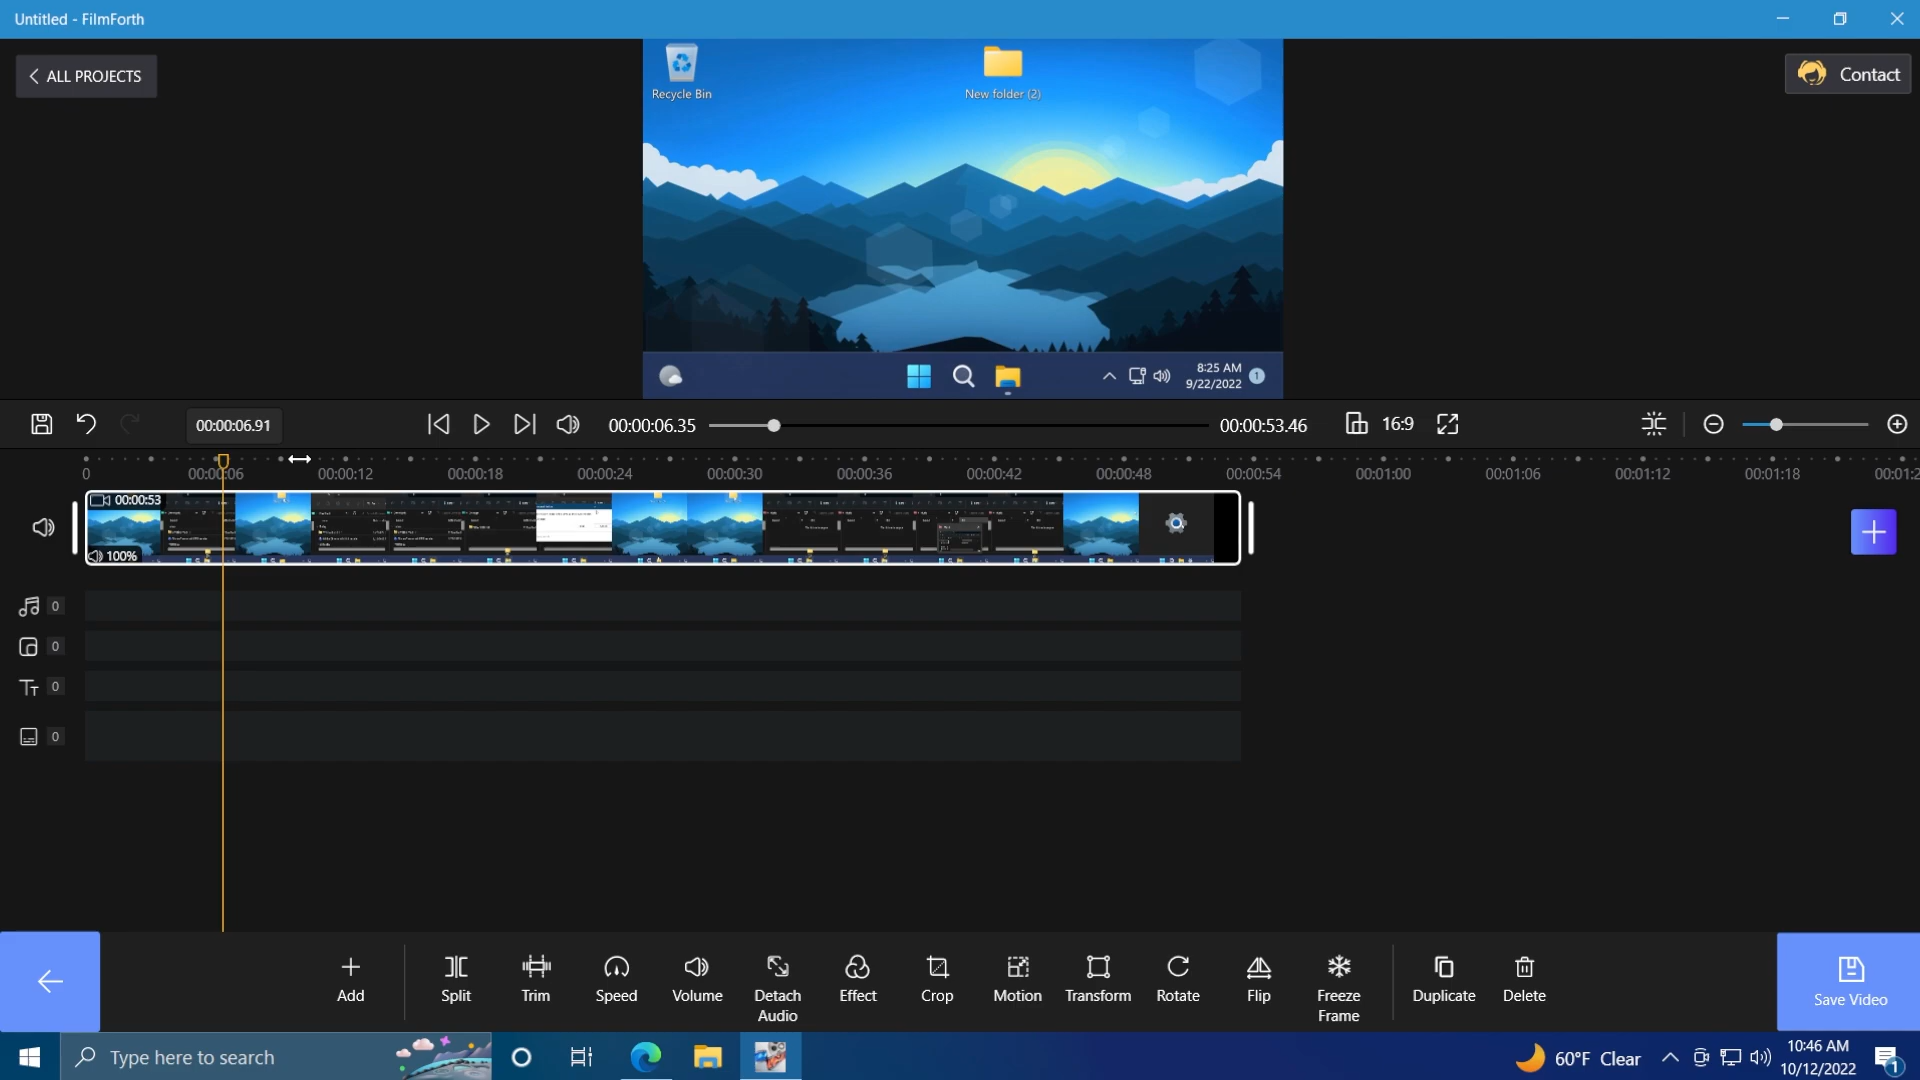 Untitled - FilmForth
ALL PROJECTS
Contact
Recycle Bin
New folder (2)
8:25 AM
9/22/2022
1
00:00:06.91
00:00:06.35
00:00:53.46
16:9
0
00:00:06
00:00:12
00:00:18
00:00:24
00:00:30
00:00:36
00:00:42
00:00:48
00:00:54
00:01:00
00:01:06
00:01:12
00:01:18
00:01:2
00:00:53
100%
0
0
0
0
Add
Split
Trim
Speed
Volume
Detach
Audio
Effect
Crop
Motion
Transform
Rotate
Flip
Freeze
Frame
Duplicate
Delete
Save Video
Type here to search
60°F Clear
10:46 AM
10/12/2022
1